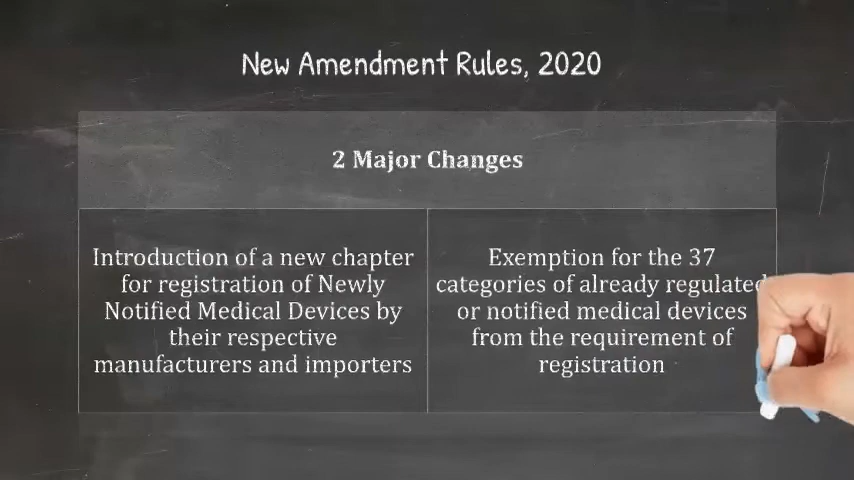 New Amendment Rules, 2020
2 Major Changes
Introduction of a new chapter
for registration of Newly
Notified Medical Devices by
their respective
manufacturers and importers
Exemption for the 37
categories of already regulated
or notified medical devices
from the requirement of
registration